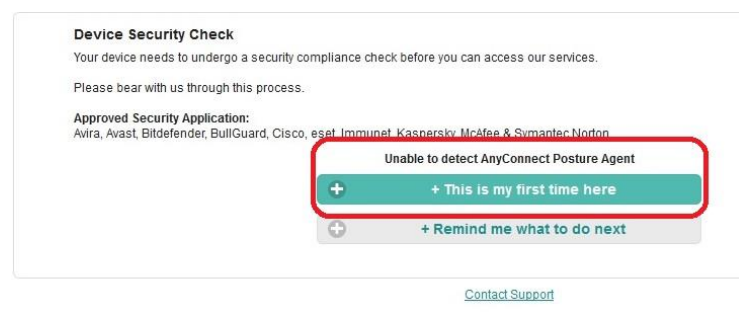 Device Security Check
Your device needs to undergo a security compliance check before you can access our services.
Please bear with us through this process.
Approved Security Application:
Avira, Avast, Bitdefender, BullGuard, Cisco, eset, Immunet, Kaspersky, McAfee & Symantec Norton
Unable to detect AnyConnect Posture Agent
+ This is my first time here
+ Remind me what to do next
Contact Support